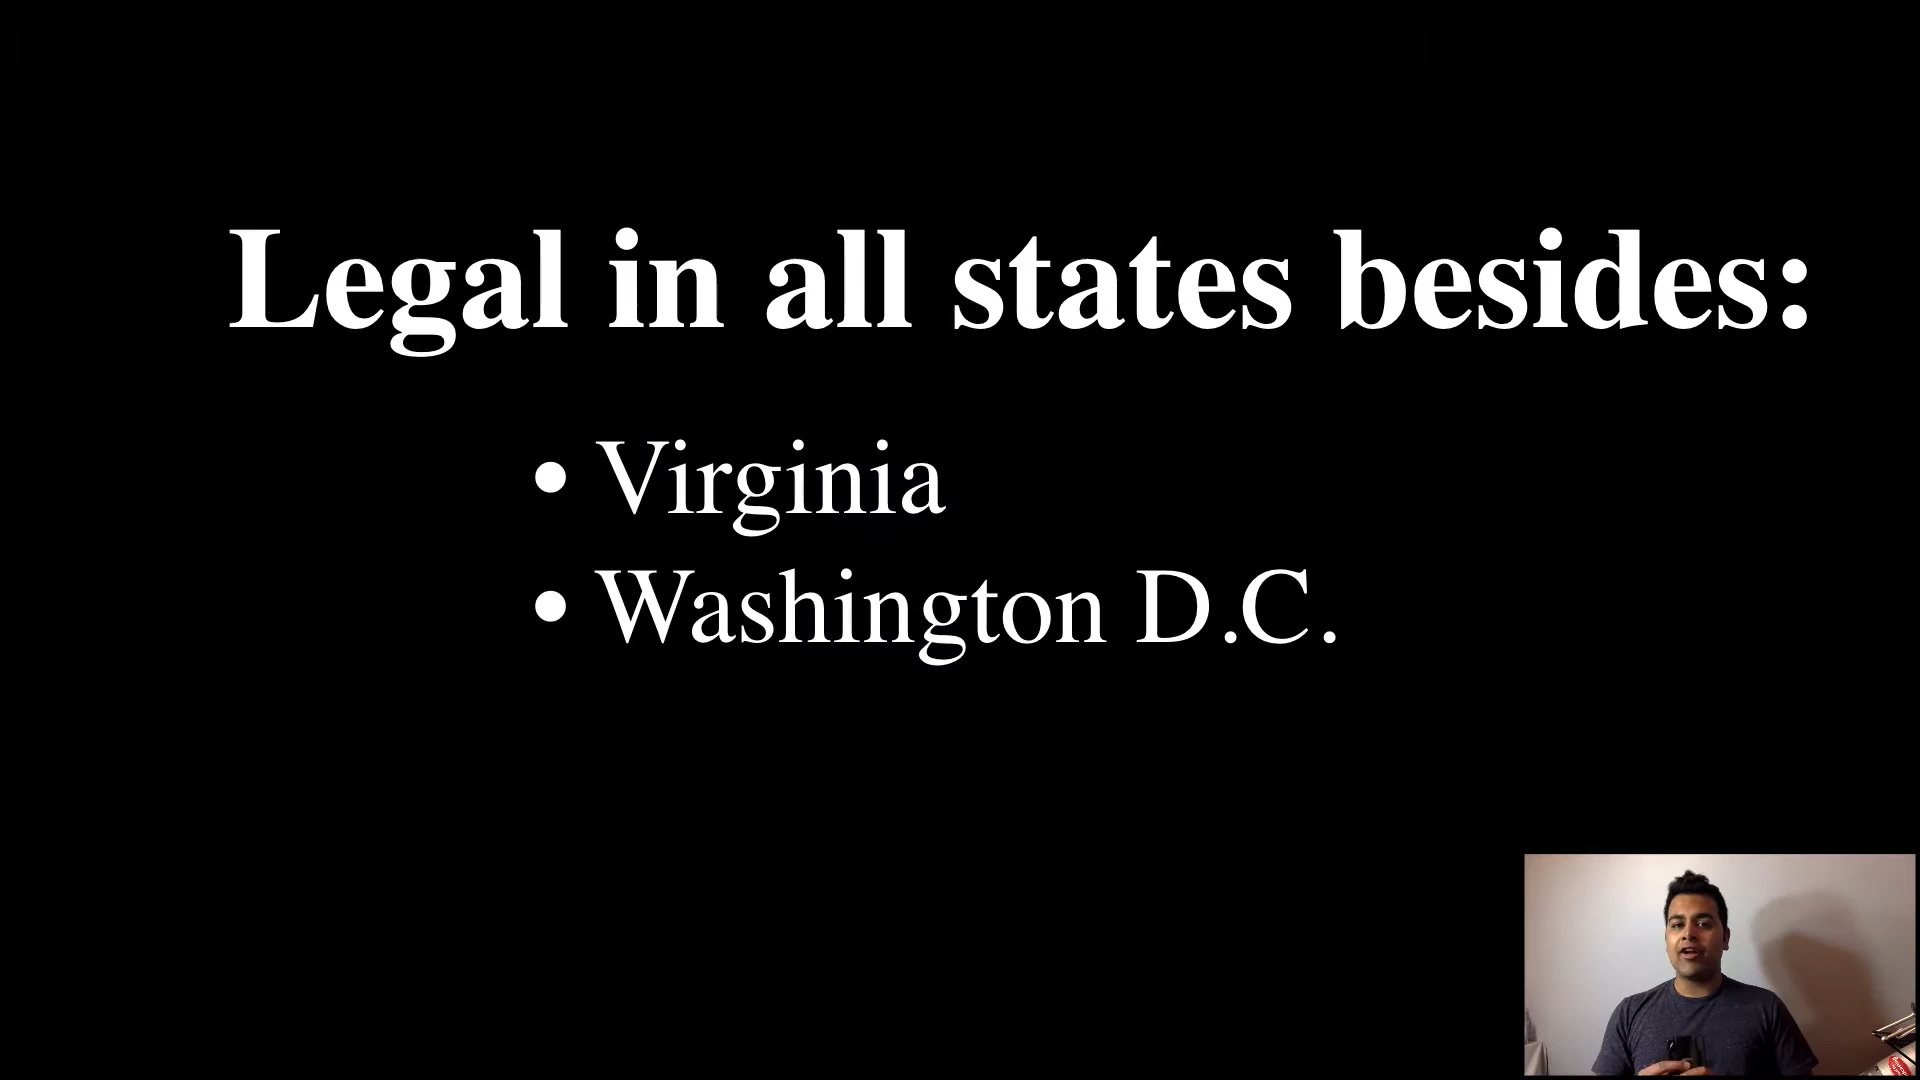 Legal in all states besides:
• Virginia
• Washington D.C.